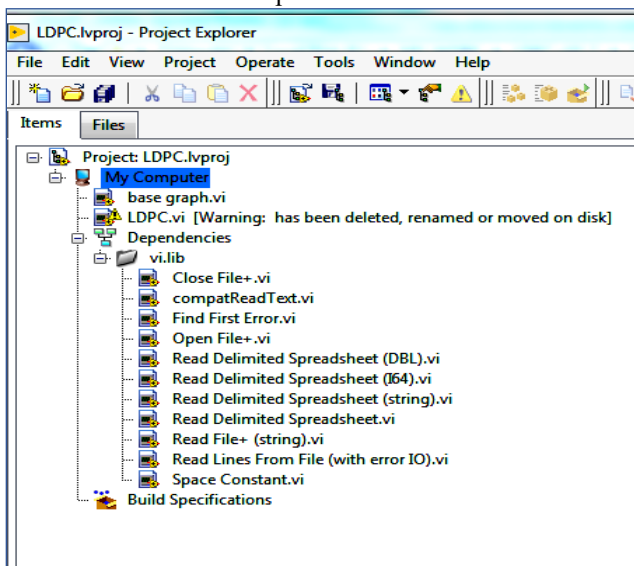 LDPC.lvproj - Project Explorer
File Edit View Project Operate Tools Window Help
Items Files
Project: LDPC.lvproj
My Computer
base graph.vi
LDPC.vi [Warning: has been deleted, renamed or moved on disk]
Dependencies
vi.lib
Close File+.vi
compatReadText.vi
Find First Error.vi
Open File+.vi
Read Delimited Spreadsheet (DBL).vi
Read Delimited Spreadsheet (I64).vi
Read Delimited Spreadsheet (string).vi
Read Delimited Spreadsheet.vi
Read File+ (string).vi
Read Lines From File (with error IO).vi
Space Constant.vi
Build Specifications